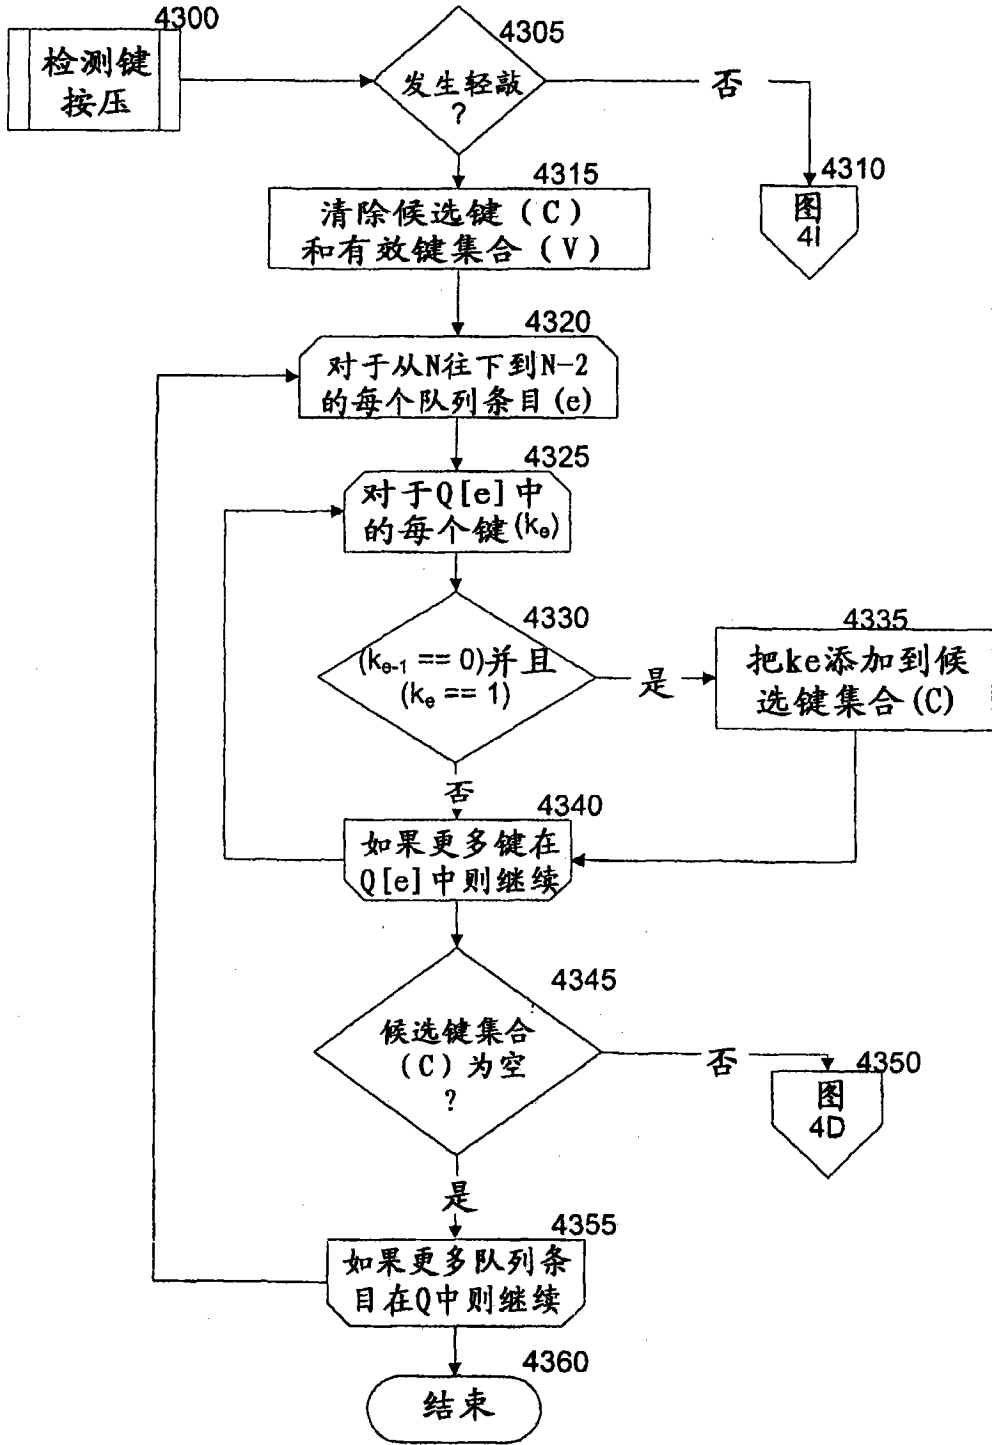 4300
检测键
按压
4305
发生轻敲
?
否
4310
图
4I
4315
清除候选键(C)
和有效键集合(V)
4320
对于从N往下到N-2
的每个队列条目(e)
4325
对于Q[e]中
的每个键(kₑ)
4330
(kₑ₋₁ == 0)并且
(kₑ == 1)
是
4335
把ke添加到候
选键集合(C)
否
4340
如果更多键在
Q[e]中则继续
4345
候选键集合
(C)为空
?
否
4350
图
4D
是
4355
如果更多队列条
目在Q中则继续
4360
结束